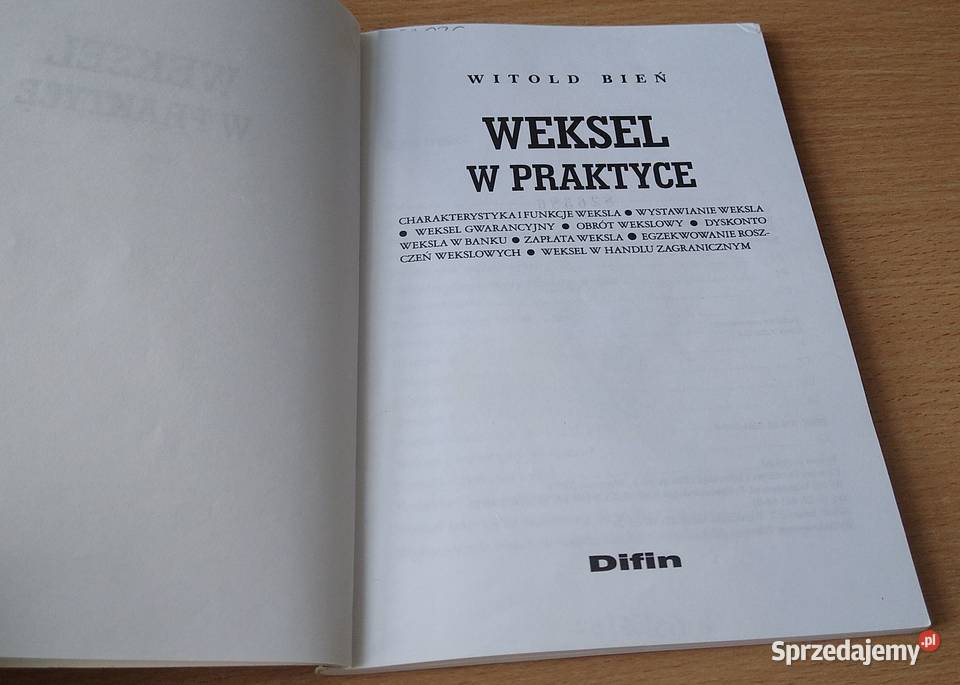 WITOLD BIEŃ
WEKSEL
W PRAKTYCE
CHARAKTERYSTYKA I FUNKCJE WEKSLA ● WYSTAWIANIE WEKSLA
● WEKSEL GWARANCYJNY ● OBRÓT WEKSLOWY ● DYSKONTO
WEKSLA W BANKU ● ZAPŁATA WEKSLA ● EGZEKWOWANIE ROSZ-
CZEŃ WEKSLOWYCH ● WEKSEL W HANDLU ZAGRANICZNYM
Difin
Sprzedajemy.pl